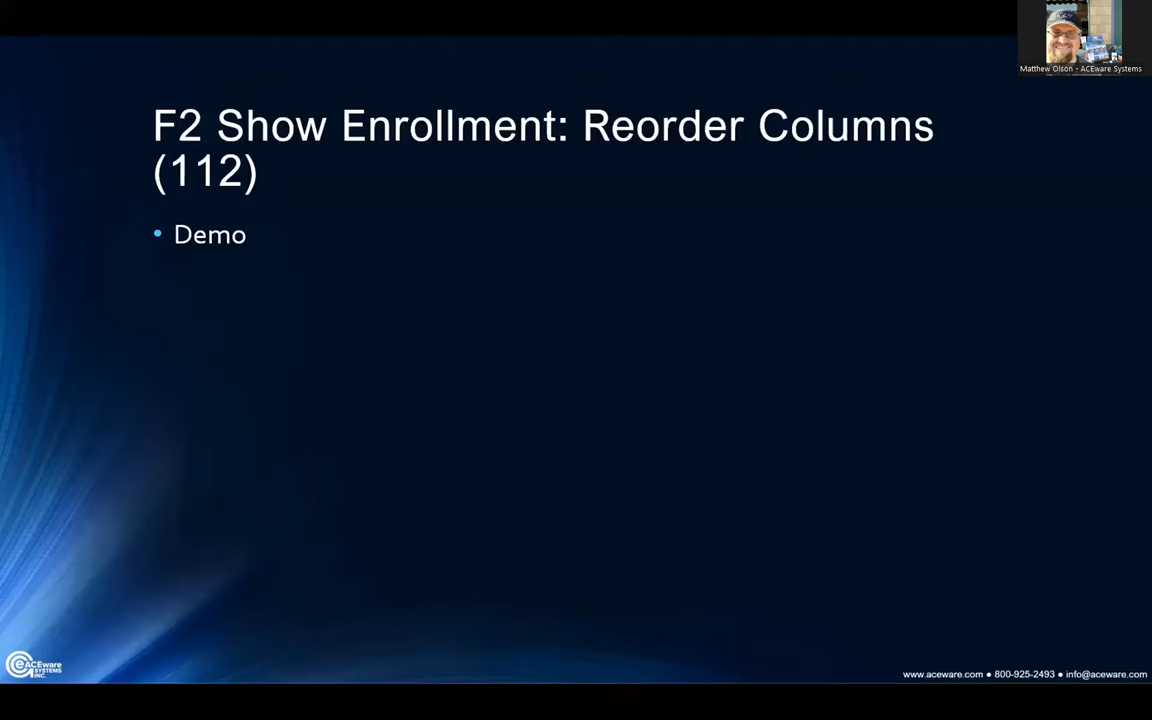 Matthew Olson - ACEware Systems
F2 Show Enrollment: Reorder Columns
(112)
• Demo
ACEware
SYSTEMS
INC.
www.aceware.com ● 800-925-2493 ● info@aceware.com